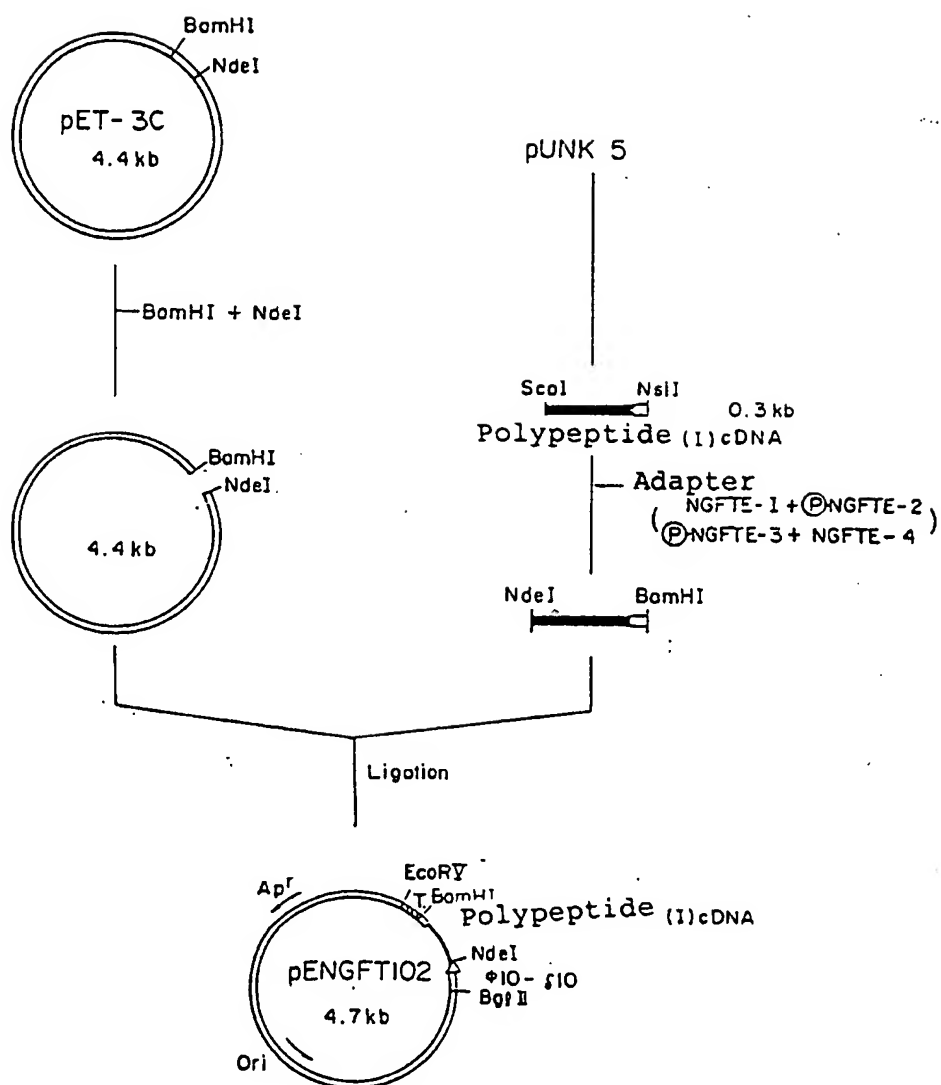 BamHI
NdeI
pET-3C
4.4 kb
pUNK 5
BamHI + NdeI
ScaI NsiI
0.3 kb
Polypeptide (I) cDNA
BamHI
NdeI
4.4 kb
Adapter
( NGFTE-1 + ⓅNGFTE-2
ⓅNGFTE-3 + NGFTE-4 )
NdeI BamHI
Ligation
EcoRV
Apʳ
T BamHI
Polypeptide (I) cDNA
NdeI
pENGFT102
Φ10-
10
BglII
4.7 kb
Ori